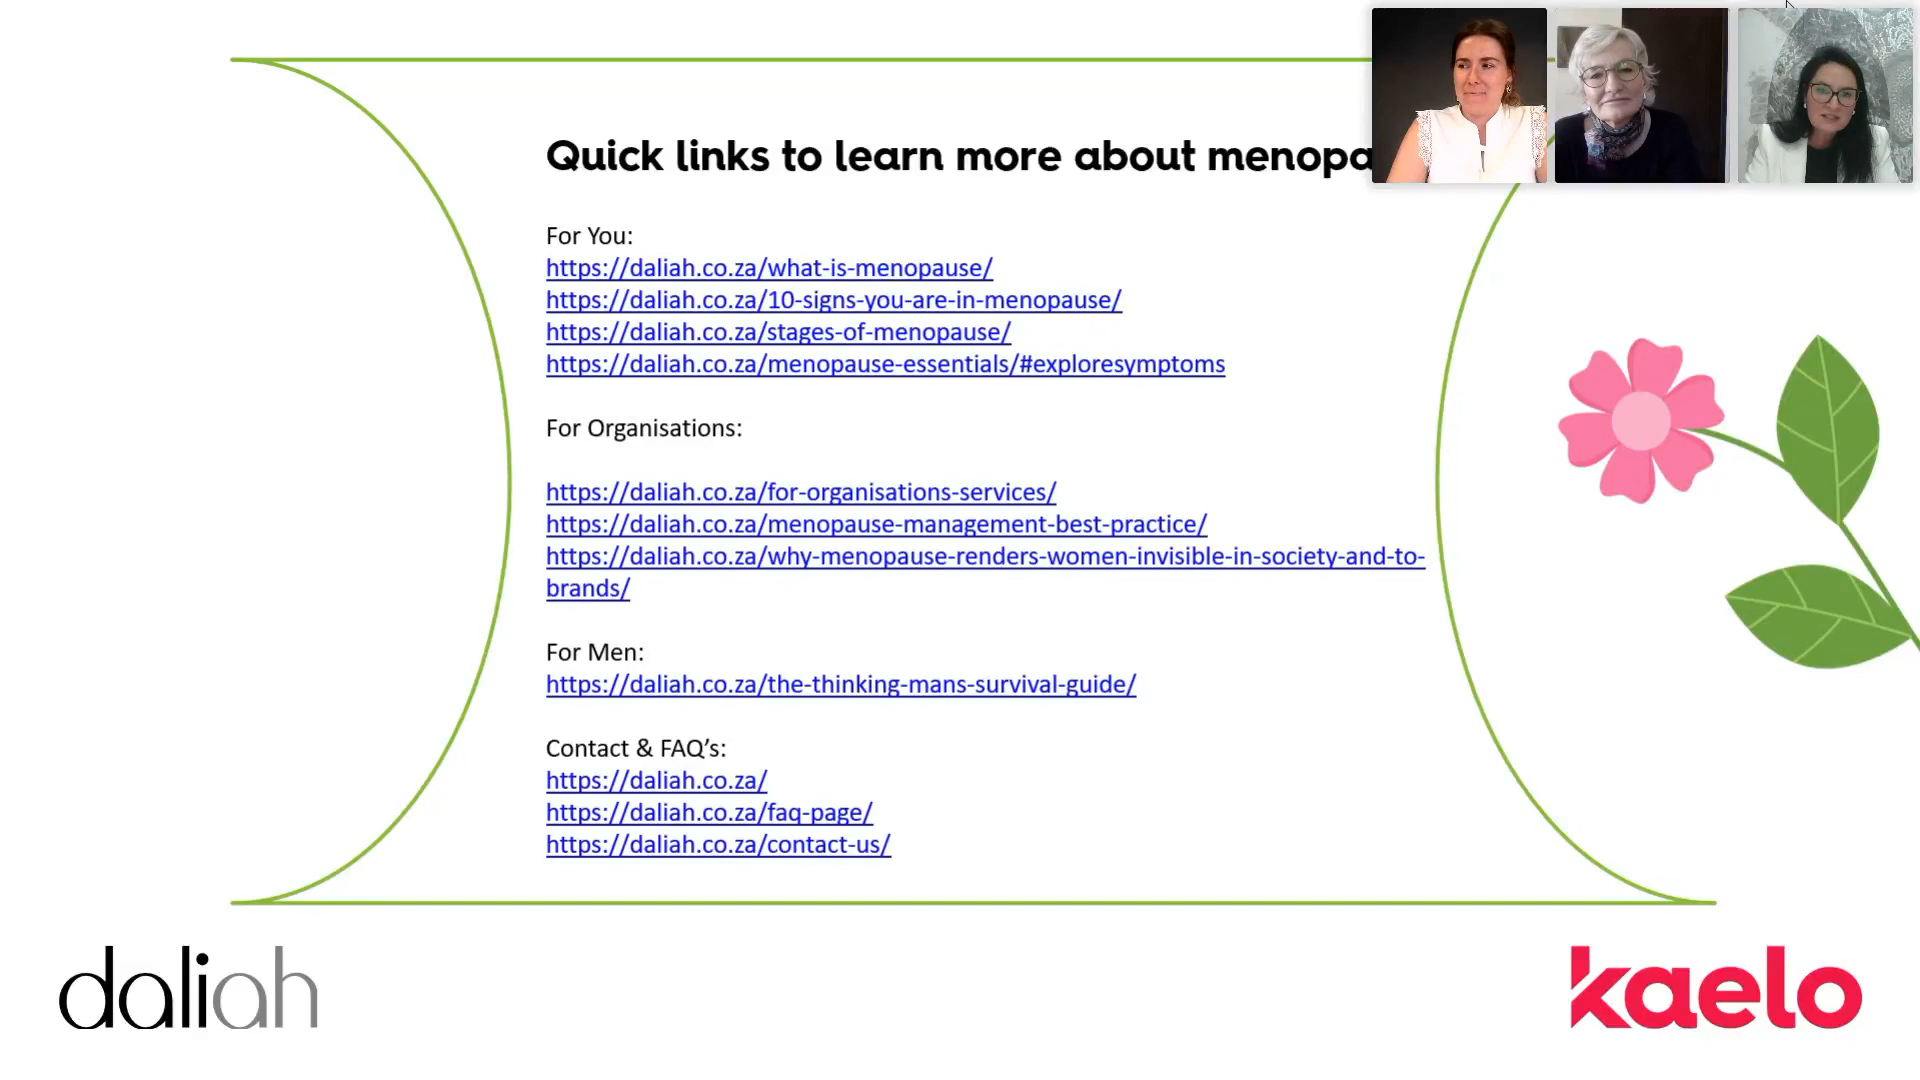 Quick links to learn more about menopa
For You:
https://daliah.co.za/what-is-menopause/
https://daliah.co.za/10-signs-you-are-in-menopause/
https://daliah.co.za/stages-of-menopause/
https://daliah.co.za/menopause-essentials/#exploresymptoms
For Organisations:
https://daliah.co.za/for-organisations-services/
https://daliah.co.za/menopause-management-best-practice/
https://daliah.co.za/why-menopause-renders-women-invisible-in-society-and-to-
brands/
For Men:
https://daliah.co.za/the-thinking-mans-survival-guide/
Contact & FAQ’s:
https://daliah.co.za/
https://daliah.co.za/faq-page/
https://daliah.co.za/contact-us/
daliah
kaelo